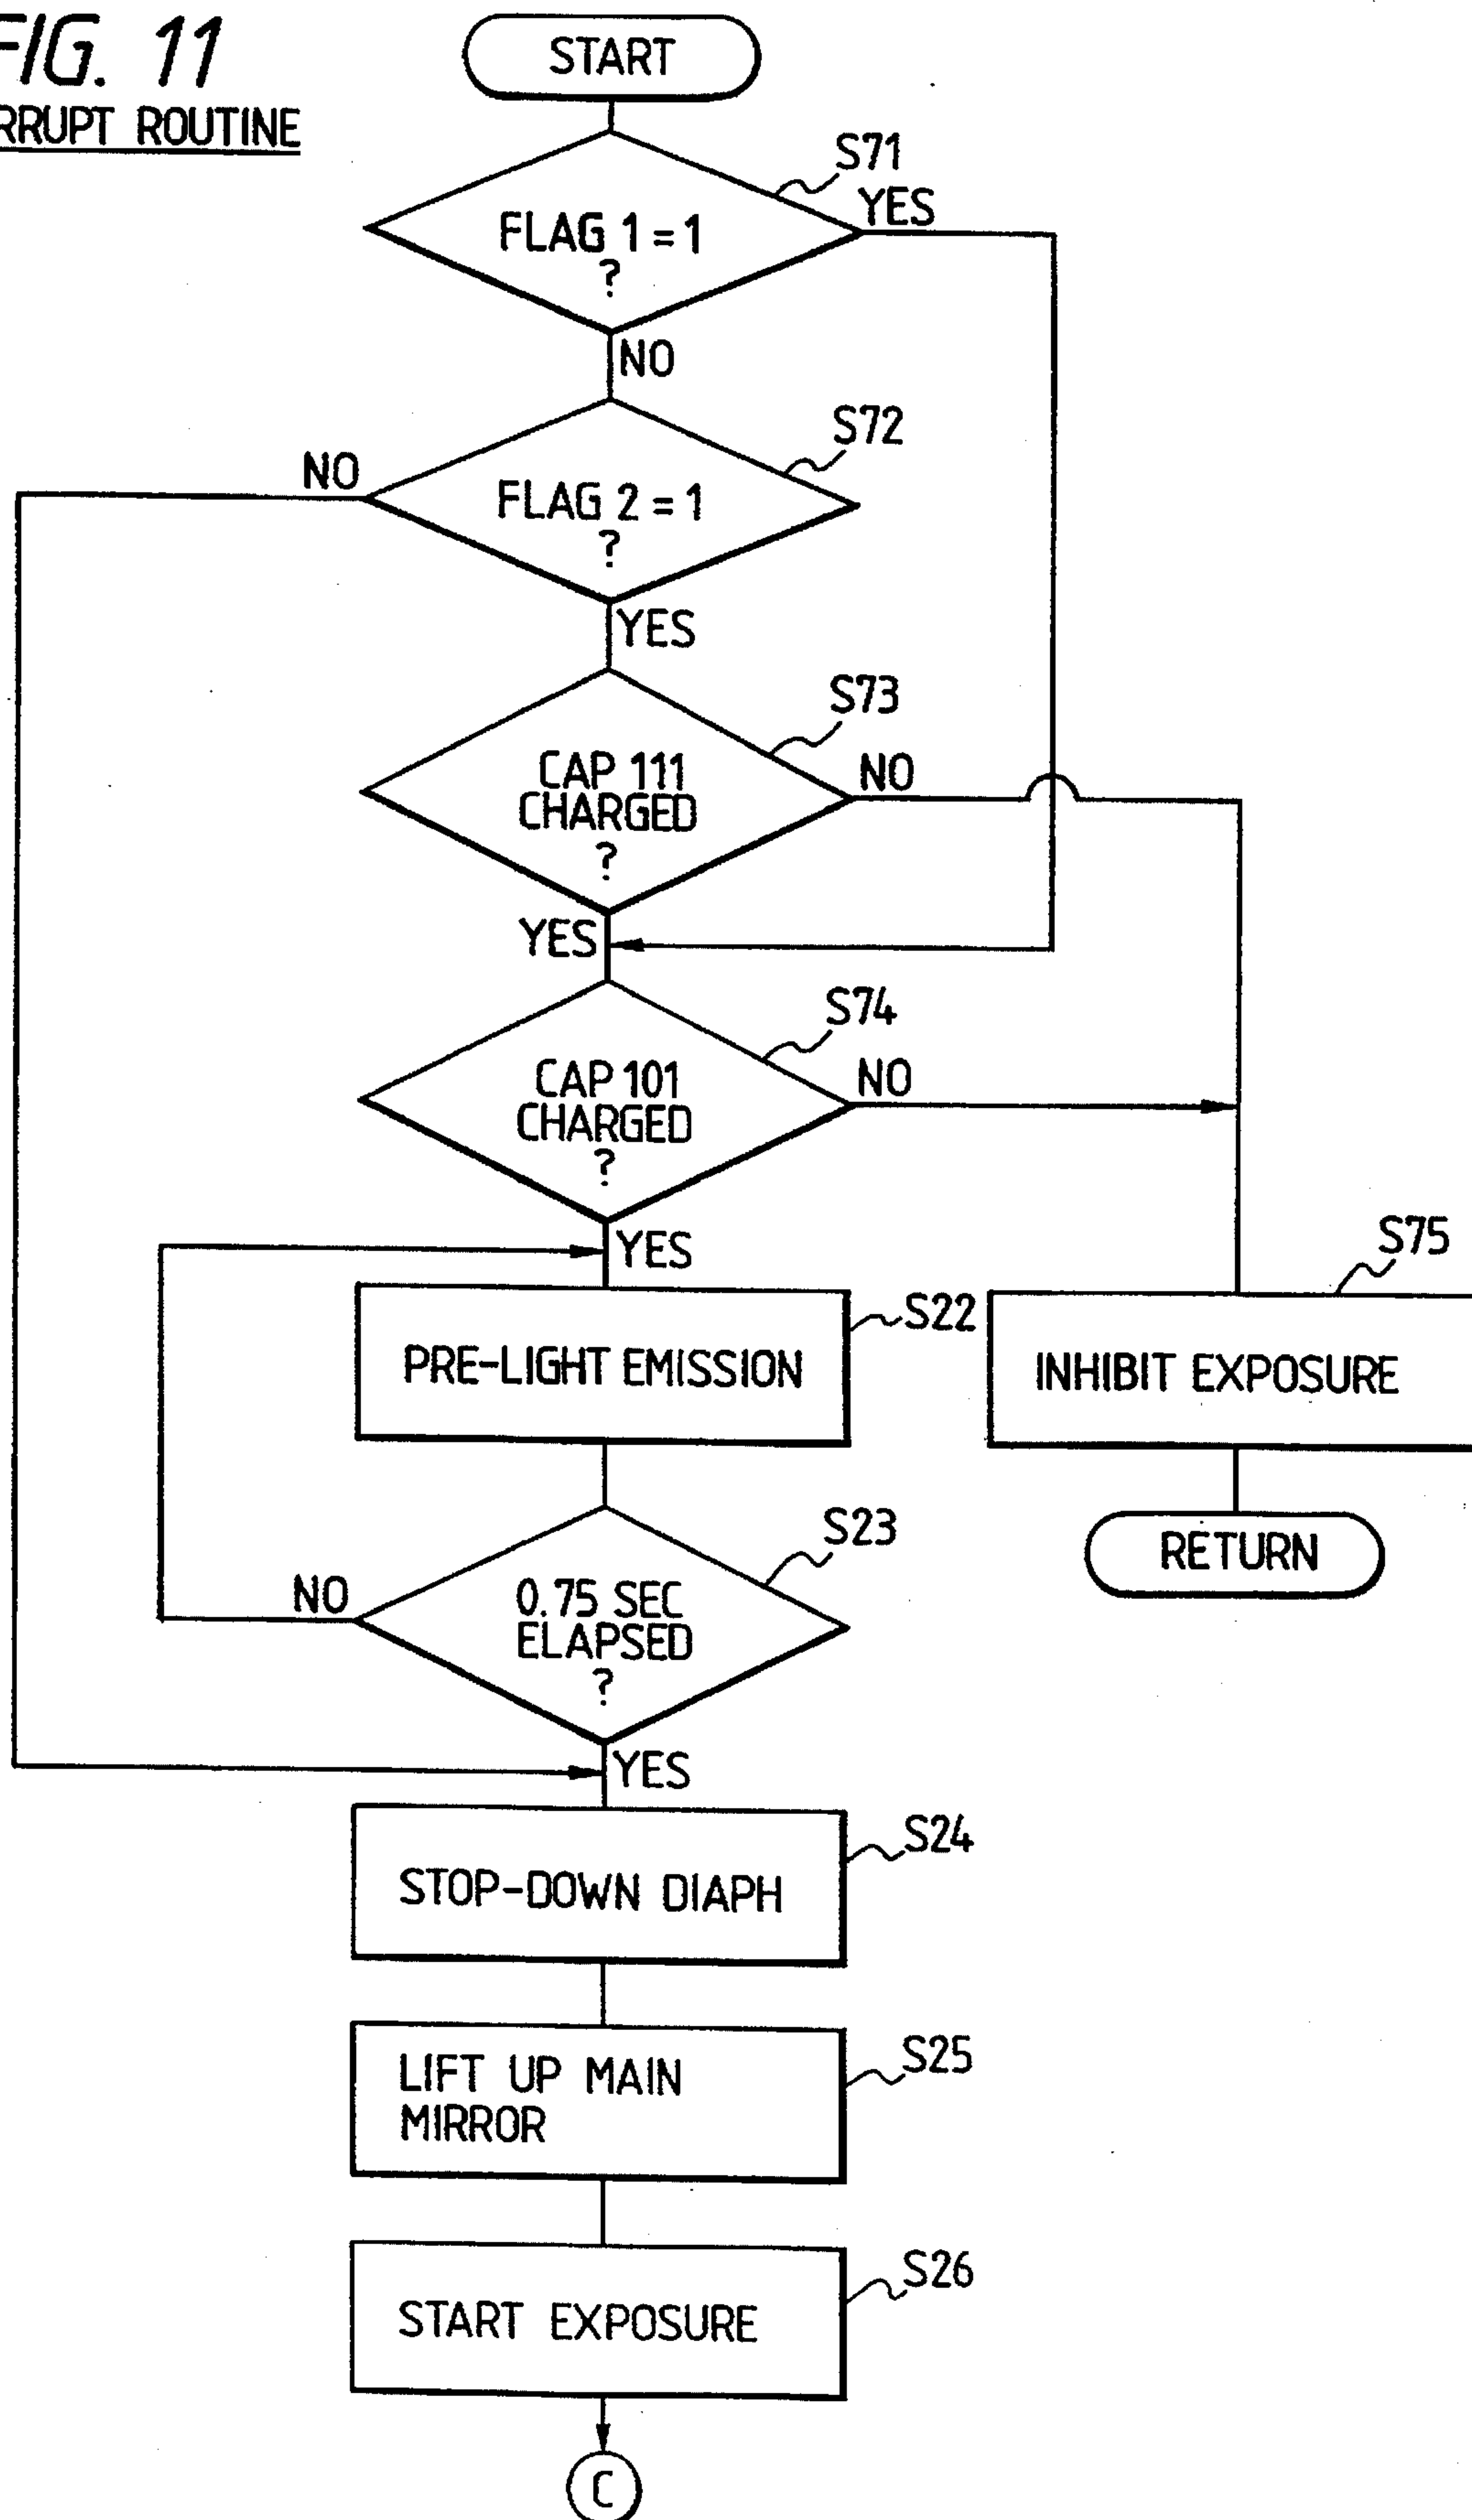 FIG. 11
RRUPT ROUTINE
START
S71
FLAG 1 = 1
?
YES
NO
S72
NO
FLAG 2 = 1
?
YES
S73
CAP 111
CHARGED
?
NO
YES
S74
CAP 101
CHARGED
?
NO
YES
S22
PRE-LIGHT EMISSION
S75
INHIBIT EXPOSURE
RETURN
S23
0.75 SEC
ELAPSED
?
NO
YES
S24
STOP-DOWN DIAPH
S25
LIFT UP MAIN
MIRROR
S26
START EXPOSURE
C